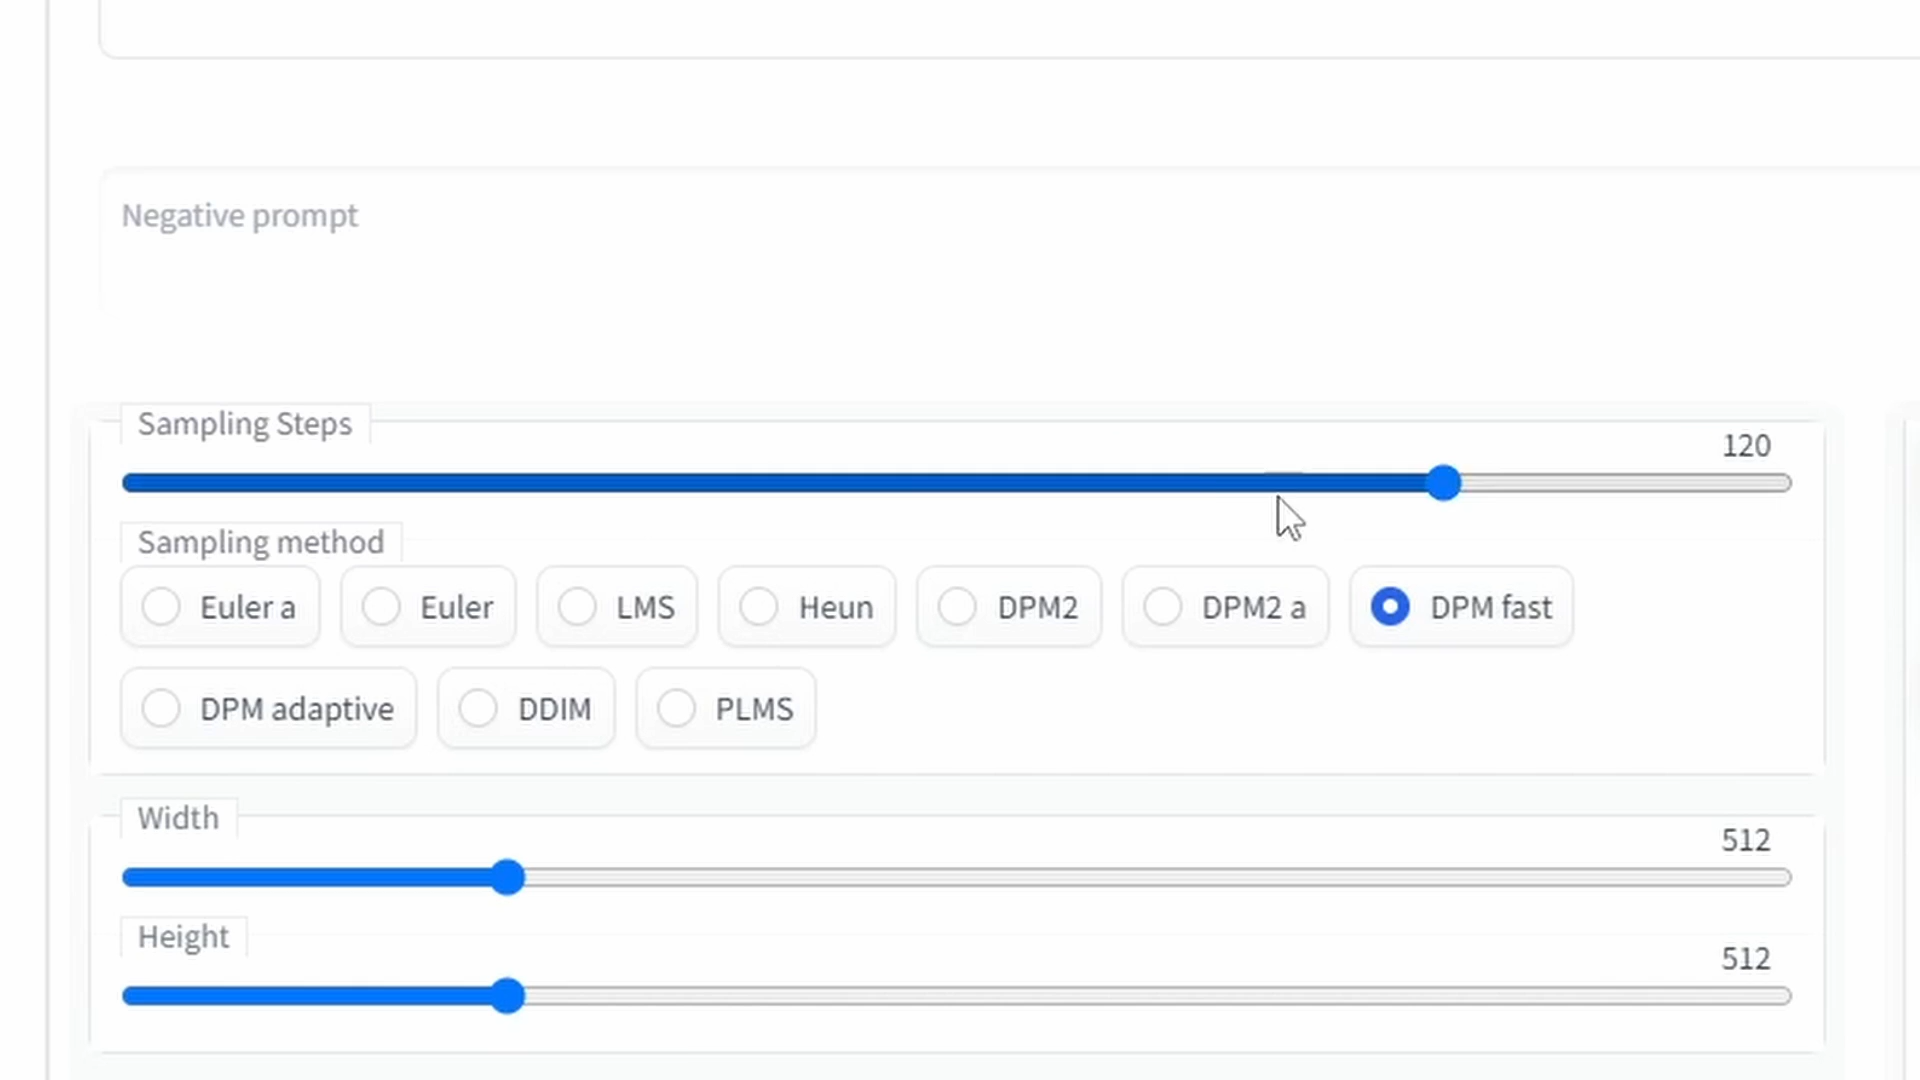 Negative prompt
Sampling Steps
120
Sampling method
Euler a Euler LMS Heun DPM2 DPM2 a DPM fast
DPM adaptive DDIM PLMS
Width
512
Height
512